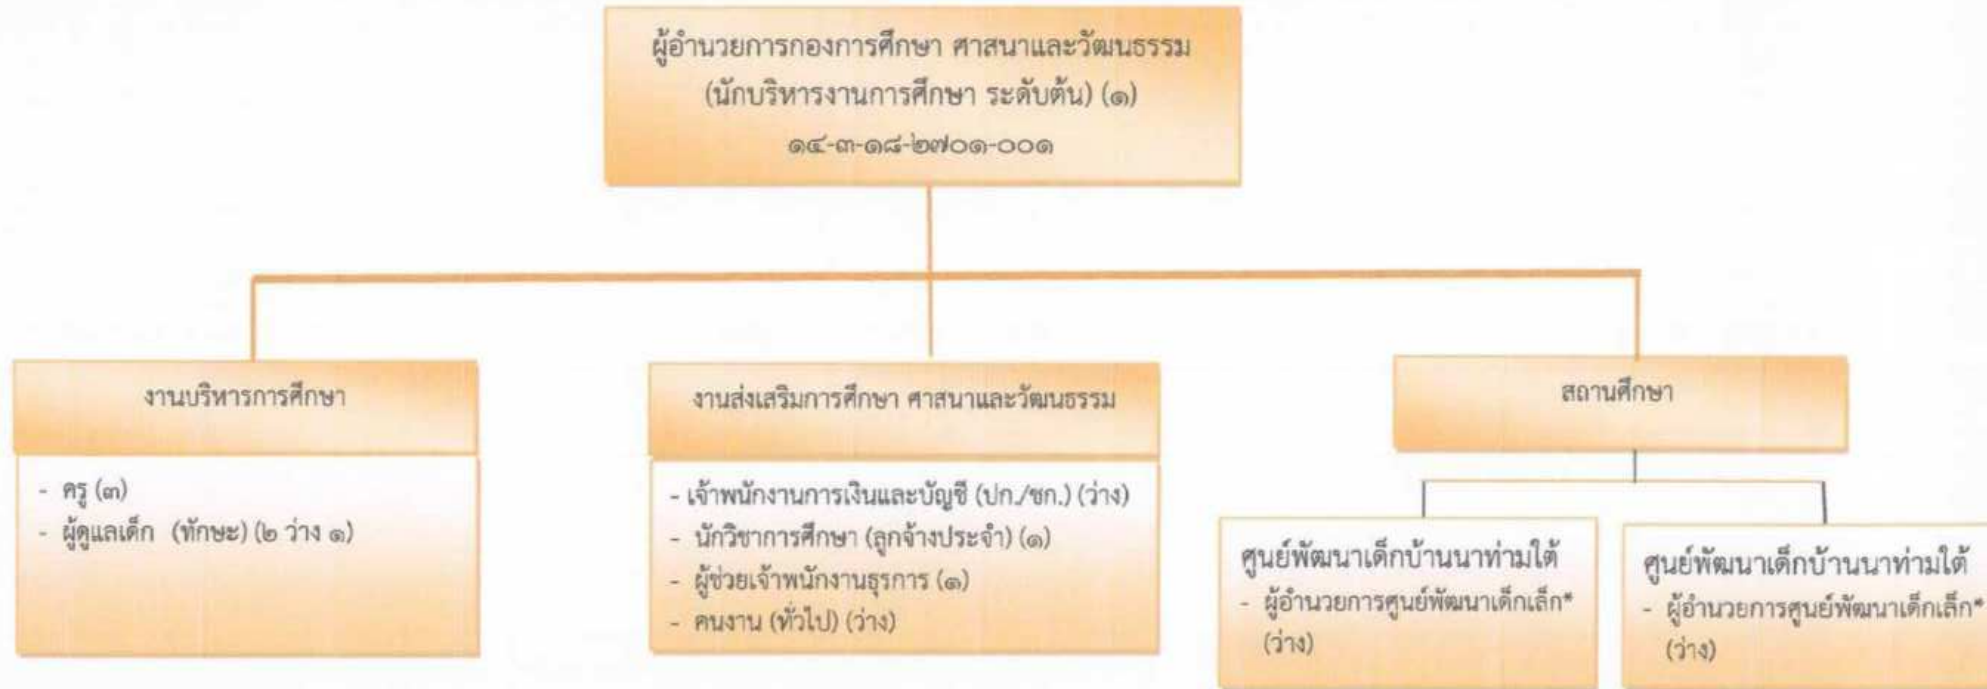 ผู้อำนวยการกองการศึกษา ศาสนาและวัฒนธรรม
(นักบริหารงานการศึกษา ระดับต้น) (๑)
๑๔-๓-๑๘-๒๗๐๑-๐๐๑
งานบริหารการศึกษา
- ครู (๓)
- ผู้ดูแลเด็ก (ทักษะ) (๒ ว่าง ๑)
งานส่งเสริมการศึกษา ศาสนาและวัฒนธรรม
- เจ้าพนักงานการเงินและบัญชี (ปก./ชก.) (ว่าง)
- นักวิชาการศึกษา (ลูกจ้างประจำ) (๑)
- ผู้ช่วยเจ้าพนักงานธุรการ (๑)
- คนงาน (ทั่วไป) (ว่าง)
สถานศึกษา
ศูนย์พัฒนาเด็กบ้านนาท่ามใต้
- ผู้อำนวยการศูนย์พัฒนาเด็กเล็ก*
(ว่าง)
ศูนย์พัฒนาเด็กบ้านนาท่ามใต้
- ผู้อำนวยการศูนย์พัฒนาเด็กเล็ก*
(ว่าง)